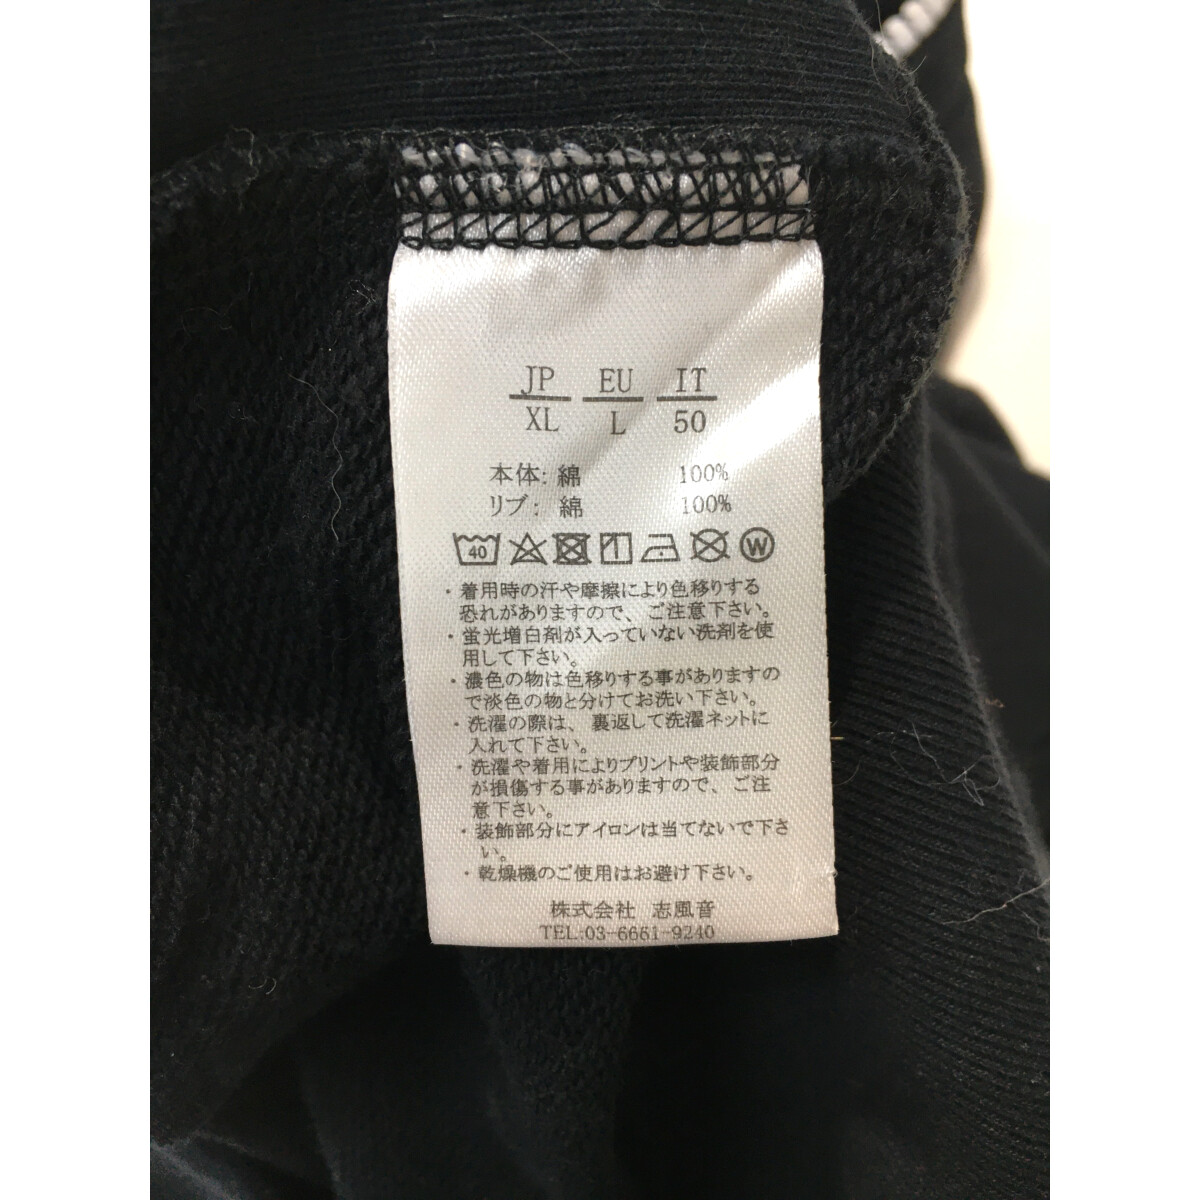 JP EU IT
XL L 50
本体: 綿 100%
リブ: 綿 100%
40 W
・着用時の汗や摩擦により色移りする
恐れがありますので、ご注意下さい。
・蛍光増白剤が入っていない洗剤を使
用して下さい。
・濃色の物は色移りする事がありますの
で淡色の物と分けてお洗い下さい。
・洗濯の際は、裏返して洗濯ネットに
入れて下さい。
・洗濯や着用によりプリントや装飾部分
が損傷する事がありますので、ご注
意下さい。
・装飾部分にアイロンは当てないで下さ
い。
・乾燥機のご使用はお避け下さい。
株式会社 志風音
TEL:03-6661-9240